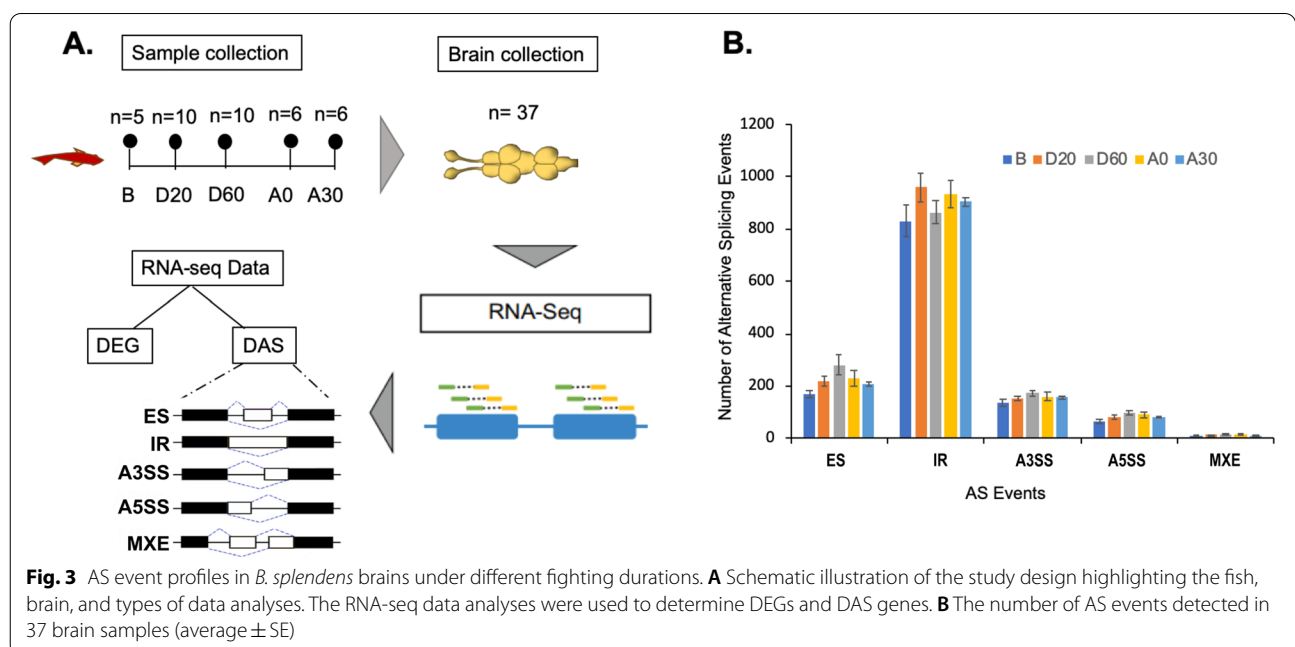 A.
Sample collection
n=5 n=10 n=10 n=6 n=6
B D20 D60 A0 A30
Brain collection
n= 37
RNA-Seq
RNA-seq Data
DEG DAS
ES
IR
A3SS
A5SS
MXE
B.
Number of Alternative Splicing Events
1200
1000
800
600
400
200
0
B D20 D60 A0 A30
ES IR A3SS A5SS MXE
AS Events
Fig. 3 AS event profiles in B. splendens brains under different fighting durations. A Schematic illustration of the study design highlighting the fish,
brain, and types of data analyses. The RNA-seq data analyses were used to determine DEGs and DAS genes. B The number of AS events detected in
37 brain samples (average ± SE)